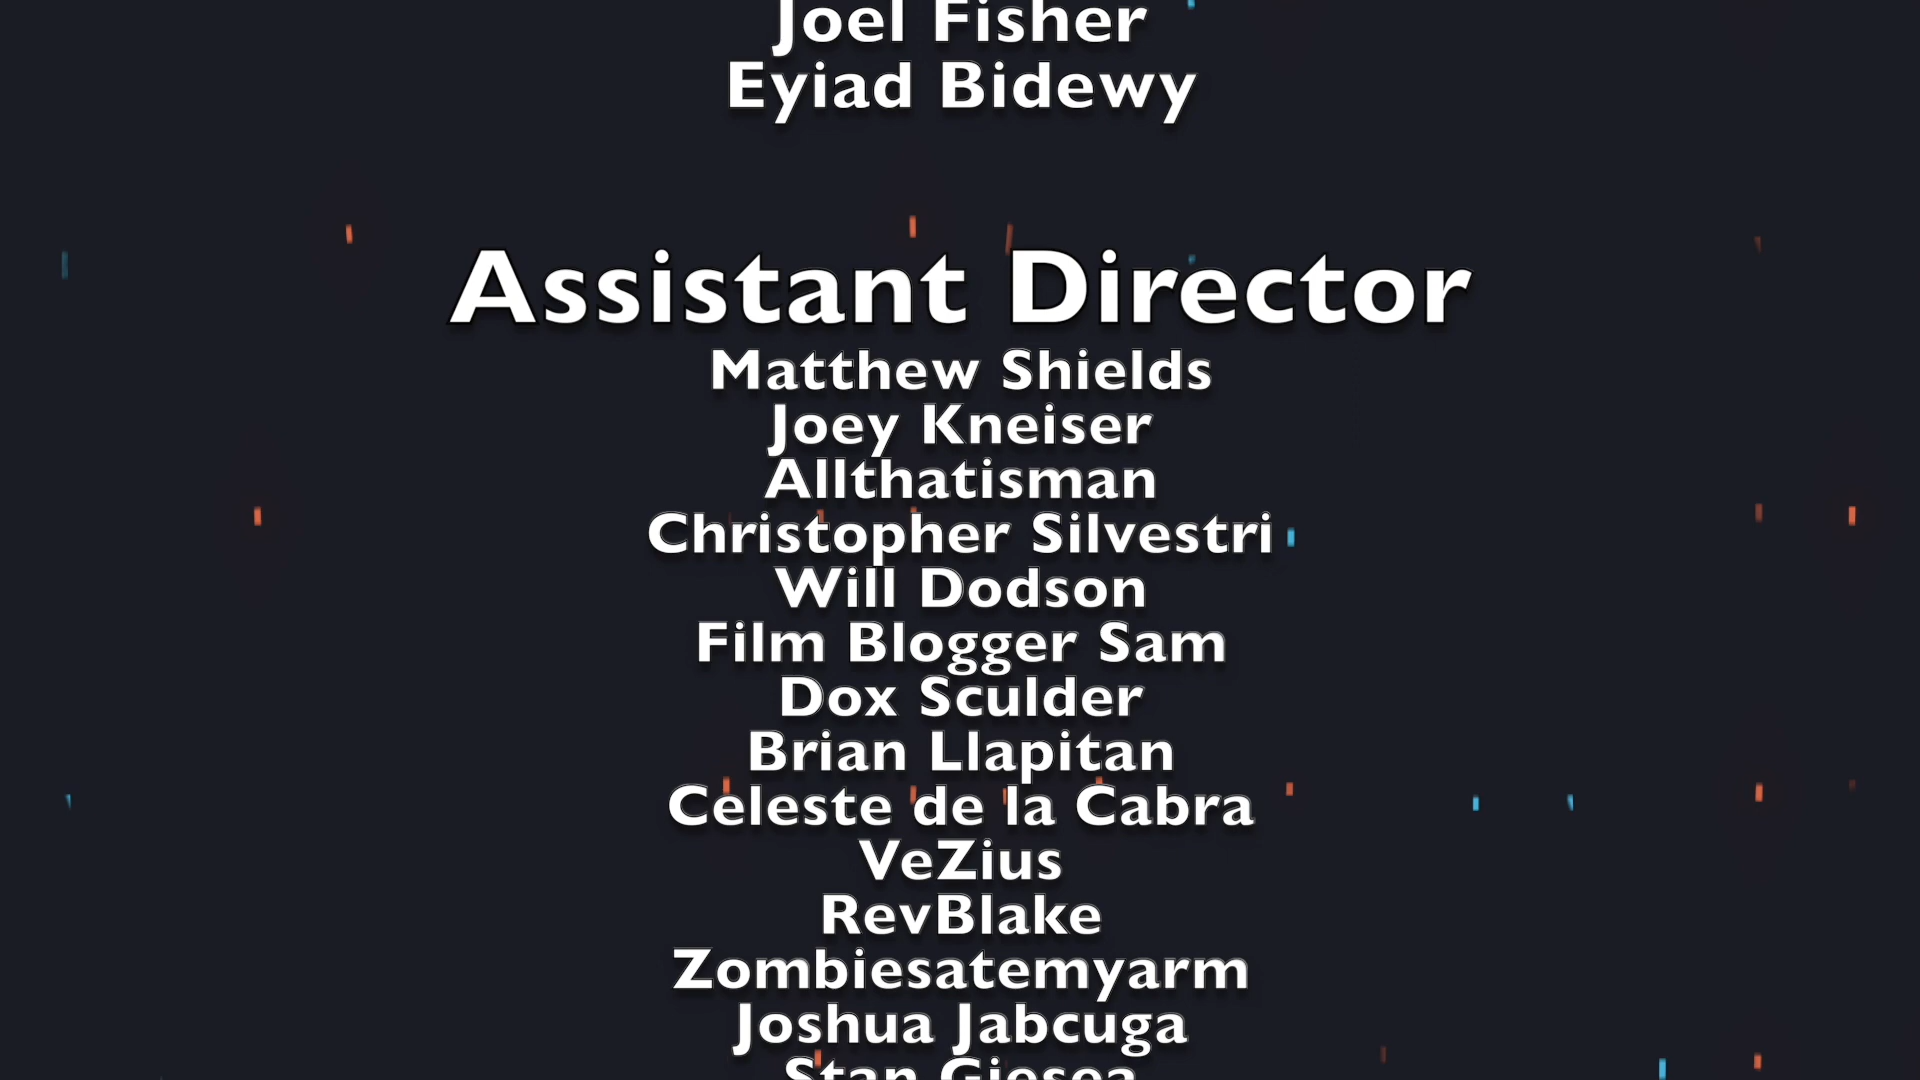 Joel Fisher
Eyiad Bidewy
Assistant Director
Matthew Shields
Joey Kneiser
Allthatisman
Christopher Silvestri
Will Dodson
Film Blogger Sam
Dox Sculder
Brian Llapitan
Celeste de la Cabra
VeZius
RevBlake
Zombiesatemyarm
Joshua Jabcuga
Stan